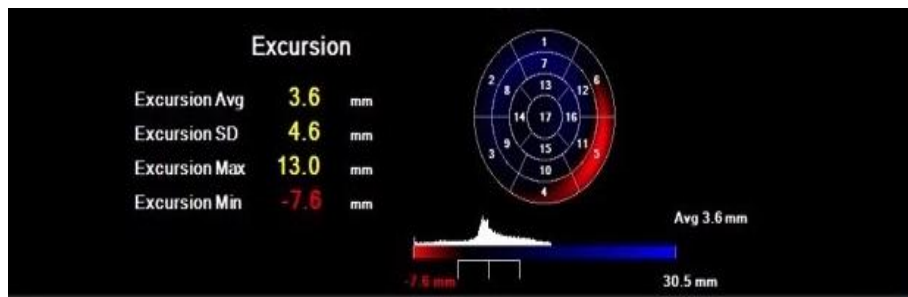 Excursion
Excursion Avg 3.6 mm
Excursion SD 4.6 mm
Excursion Max 13.0 mm
Excursion Min -7.6 mm
1
2 7 6
8 13 12
14 17 16
3 9 15 11 5
10
4
Avg 3.6 mm
-7.6 mm 30.5 mm